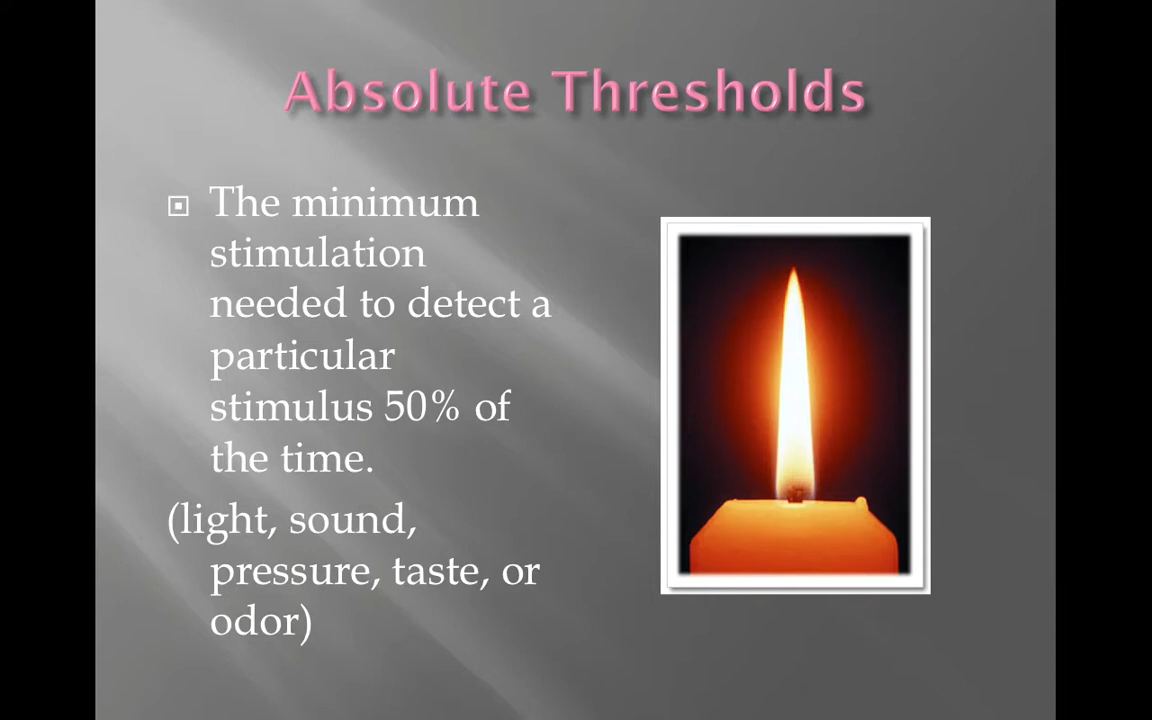 Absolute Thresholds
The minimum
stimulation
needed to detect a
particular
stimulus 50% of
the time.
(light, sound,
pressure, taste, or
odor)